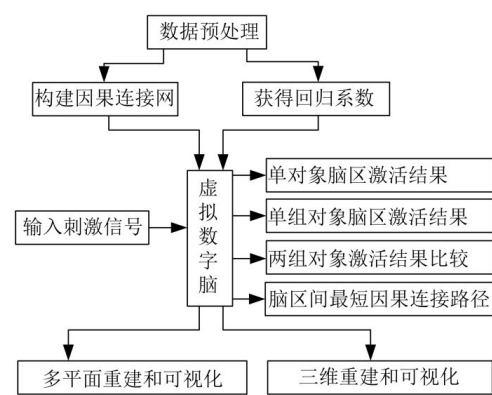 数据预处理
构建因果连接网
获得回归系数
虚拟数字脑
输入刺激信号
单对象脑区激活结果
单组对象脑区激活结果
两组对象激活结果比较
脑区间最短因果连接路径
多平面重建和可视化
三维重建和可视化